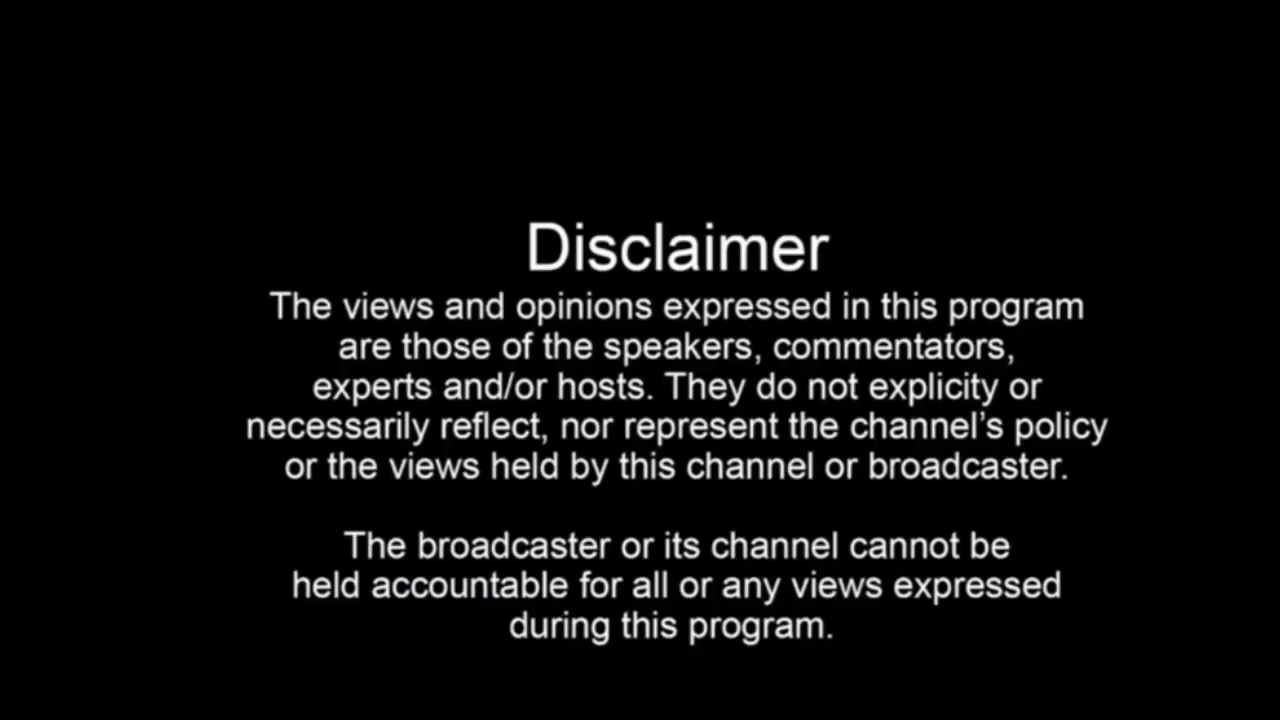 Disclaimer
The views and opinions expressed in this program
are those of the speakers, commentators,
experts and/or hosts. They do not explicity or
necessarily reflect, nor represent the channel’s policy
or the views held by this channel or broadcaster.
The broadcaster or its channel cannot be
held accountable for all or any views expressed
during this program.